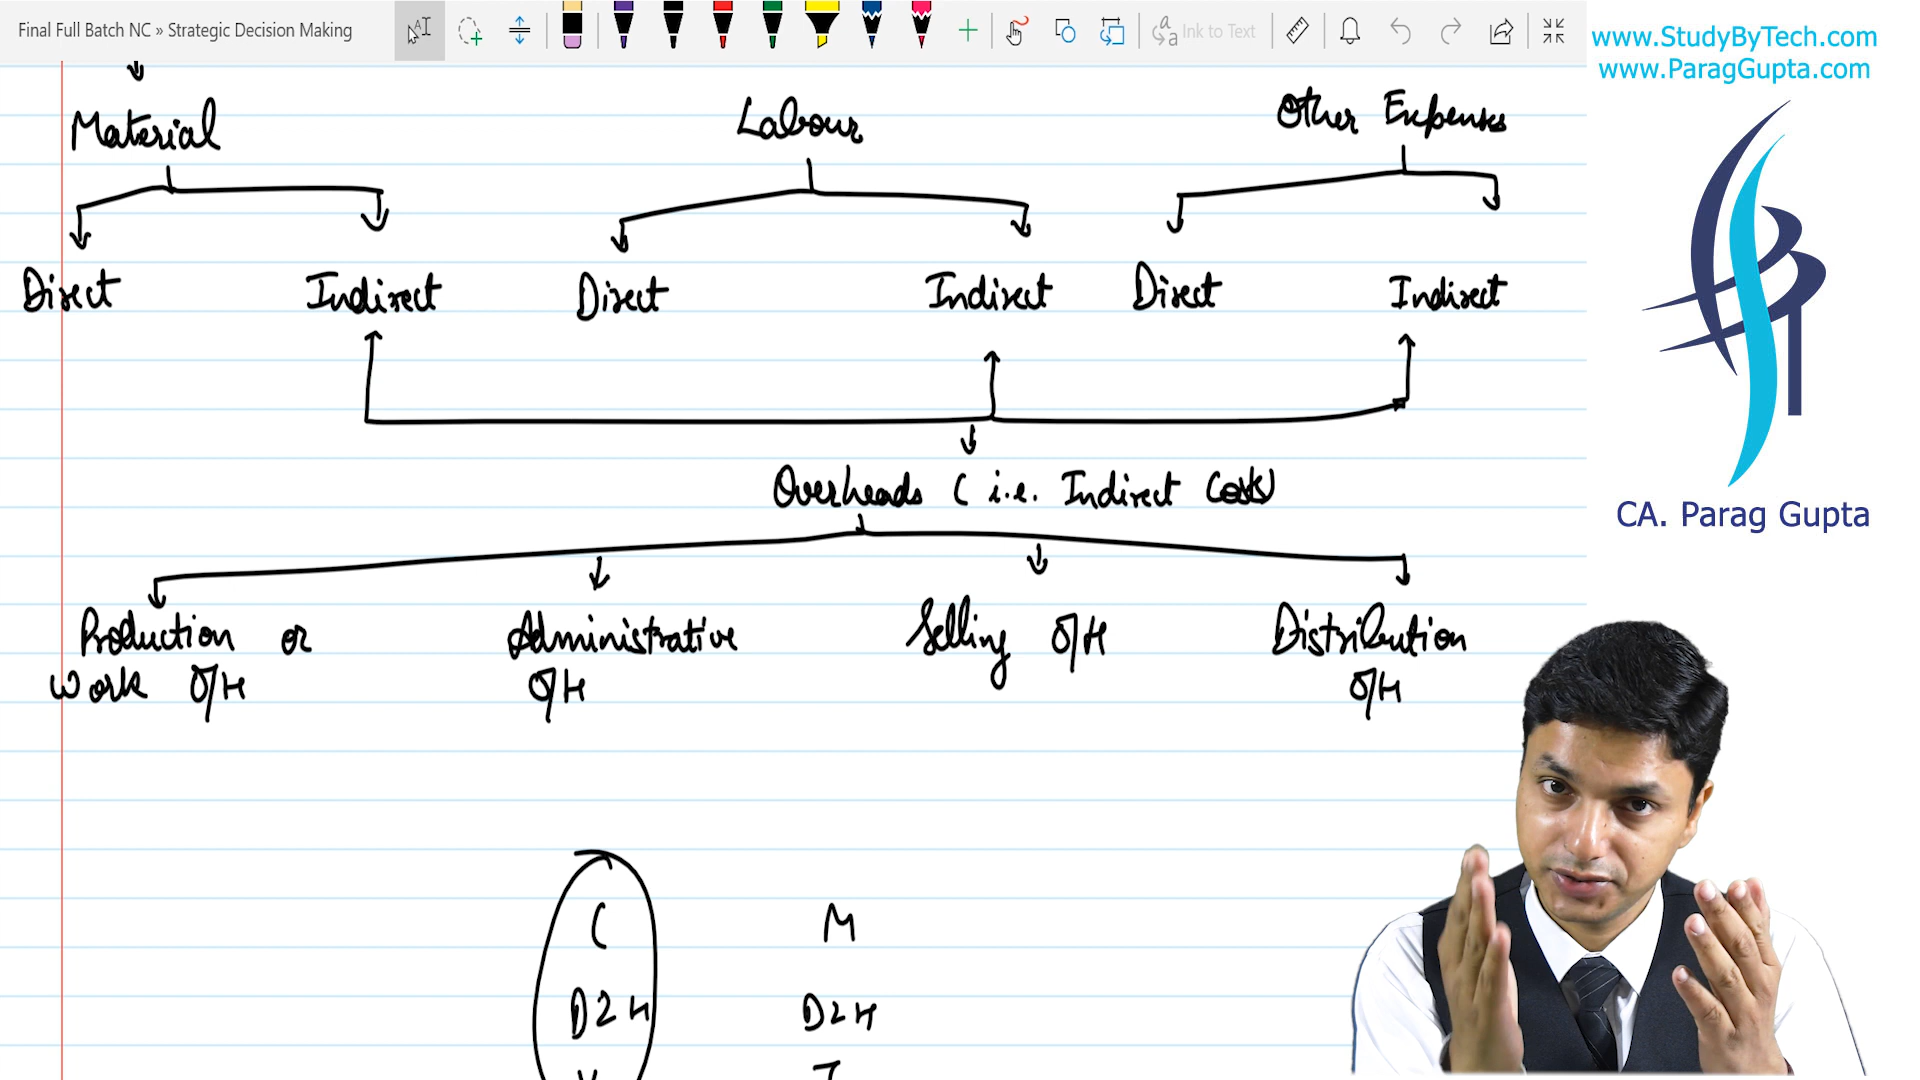 Final Full Batch NC » Strategic Decision Making
Ink to Text
www.StudyByTech.com
www.ParagGupta.com
Material
Labour
Other Expenses
Direct
Indirect
Direct
Indirect
Direct
Indirect
Overheads (i.e. Indirect Costs)
CA. Parag Gupta
Production or
Work O/H
Administrative
O/H
Selling O/H
Distribution
O/H
C
M
D2H
D2H